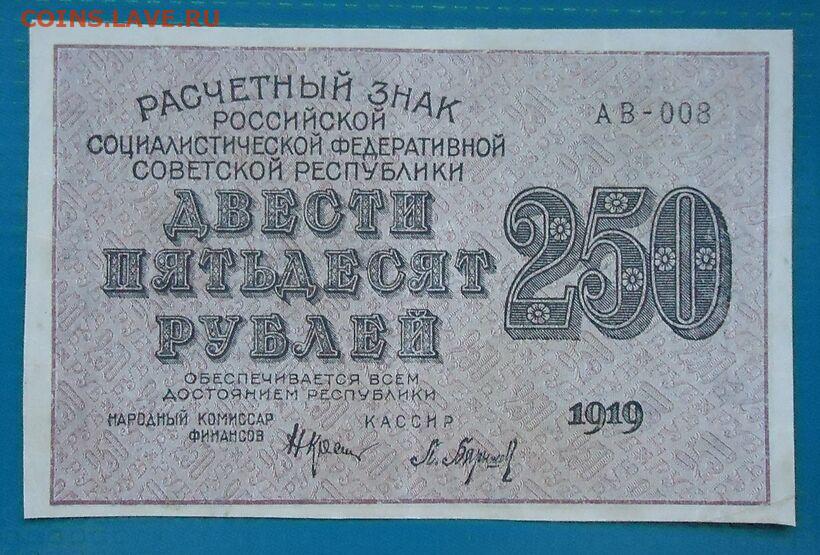 COINS.LAVE.RU
РАСЧЕТНЫЙ ЗНАК
РОССИЙСКОЙ
СОЦИАЛИСТИЧЕСКОЙ ФЕДЕРАТИВНОЙ
СОВЕТСКОЙ РЕСПУБЛИКИ
АВ-008
ДВЕСТИ
ПЯТЬДЕСЯТ
РУБЛЕЙ
250
ОБЕСПЕЧИВАЕТСЯ ВСЕМ
ДОСТОЯНИЕМ РЕСПУБЛИКИ
НАРОДНЫЙ КОМИССАР
ФИНАНСОВ
КАССИР
1919